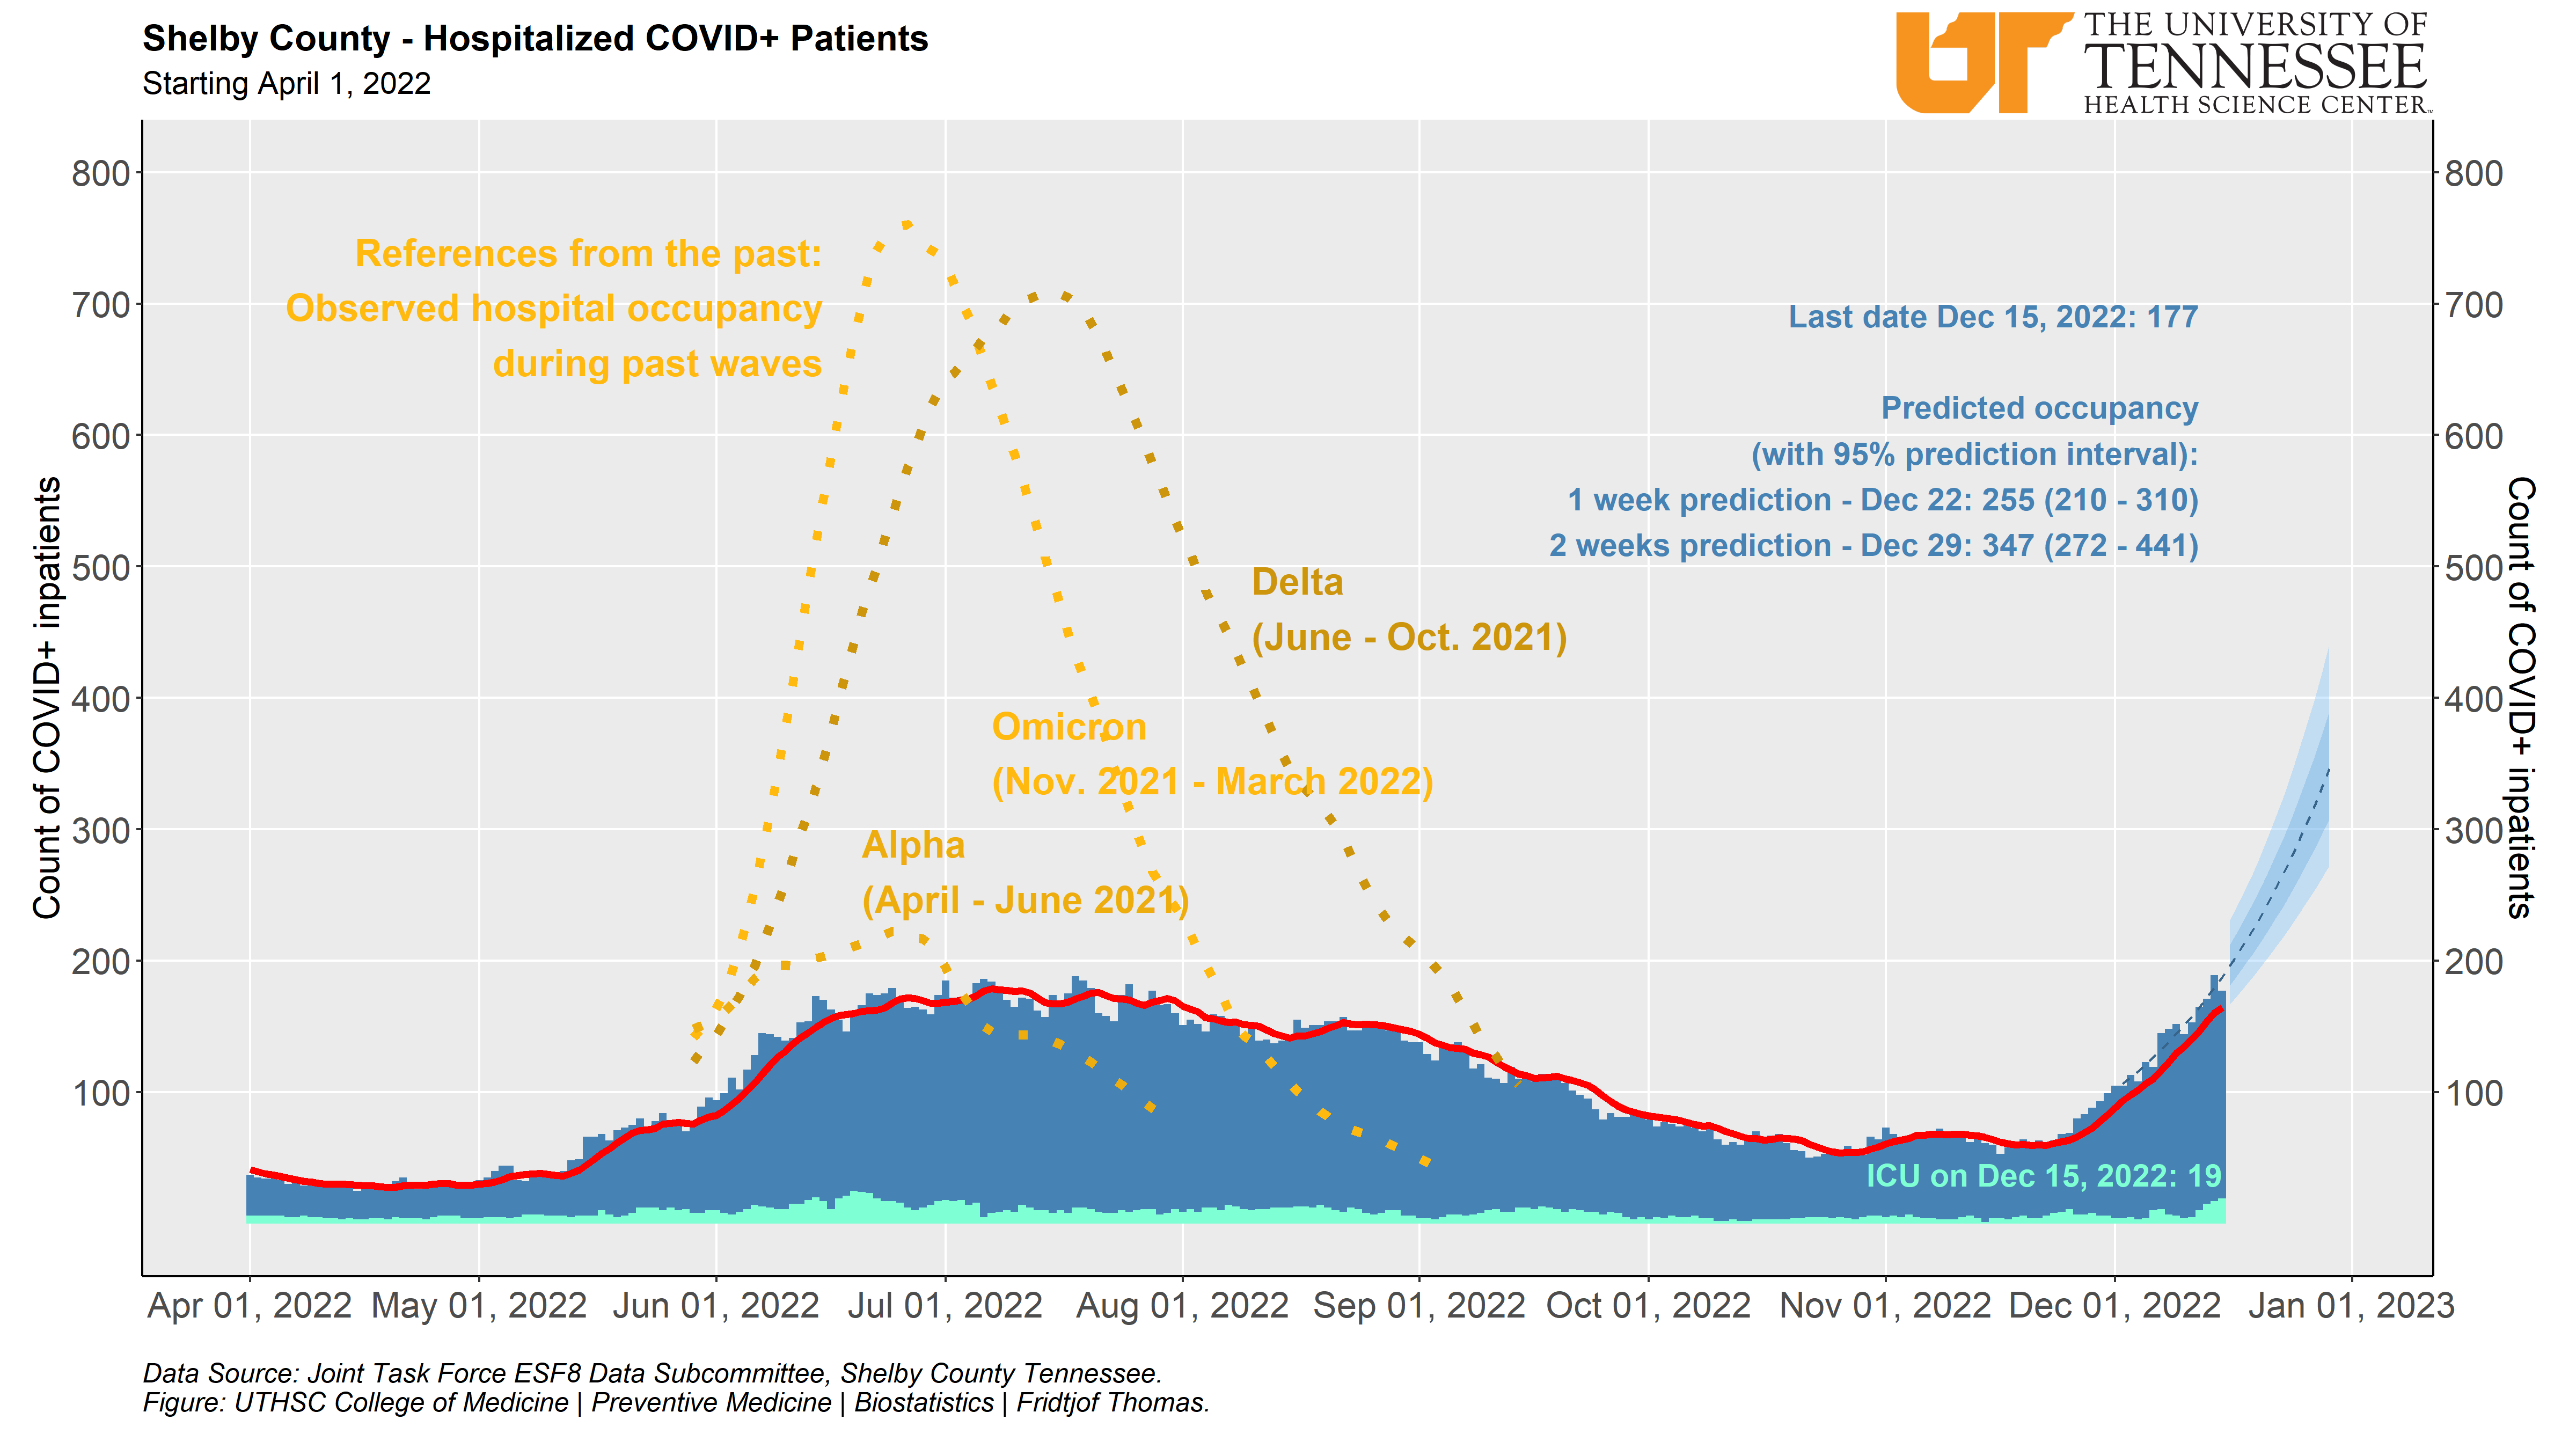 Shelby County - Hospitalized COVID+ Patients
Starting April 1, 2022
UT
THE UNIVERSITY OF
TENNESSEE
HEALTH SCIENCE CENTER™
References from the past:
Observed hospital occupancy
during past waves
Last date Dec 15, 2022: 177
Predicted occupancy
(with 95% prediction interval):
1 week prediction - Dec 22: 255 (210 - 310)
2 weeks prediction - Dec 29: 347 (272 - 441)
Delta
(June - Oct. 2021)
Omicron
(Nov. 2021 - March 2022)
Alpha
(April - June 2021)
ICU on Dec 15, 2022: 19
Count of COVID+ inpatients
800
700
600
500
400
300
200
100
800
700
600
500
400
300
200
100
Count of COVID+ inpatients
Apr 01, 2022 May 01, 2022 Jun 01, 2022 Jul 01, 2022 Aug 01, 2022 Sep 01, 2022 Oct 01, 2022 Nov 01, 2022 Dec 01, 2022 Jan 01, 2023
Data Source: Joint Task Force ESF8 Data Subcommittee, Shelby County Tennessee.
Figure: UTHSC College of Medicine | Preventive Medicine | Biostatistics | Fridtjof Thomas.